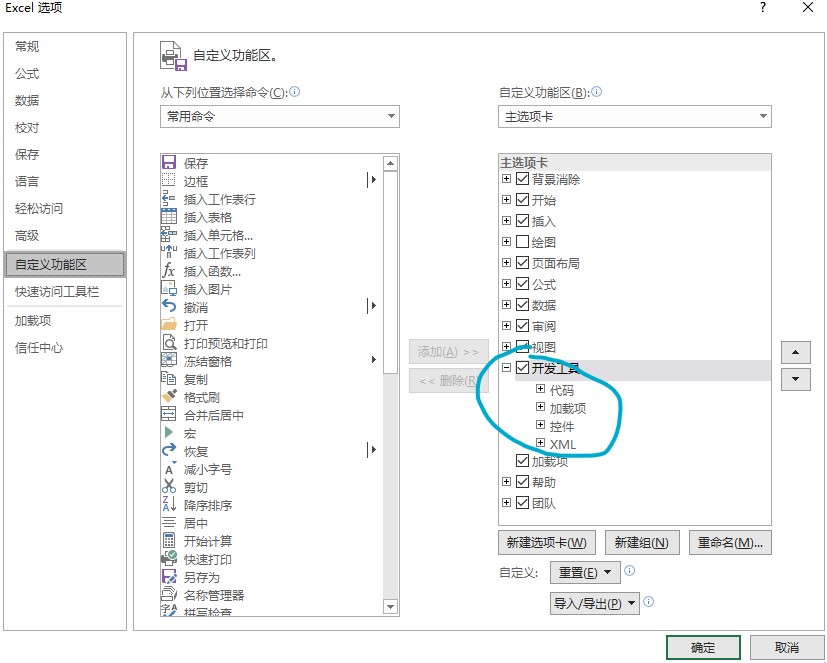 Excel 选项
?
常规
公式
数据
校对
保存
语言
轻松访问
高级
自定义功能区
快速访问工具栏
加载项
信任中心
自定义功能区。
从下列位置选择命令(C):
常用命令
保存
边框
插入工作表行
插入表格
插入单元格...
插入工作表列
插入函数...
插入图片
撤消
打开
打印预览和打印
冻结窗格
复制
格式刷
合并后居中
宏
恢复
减小字号
剪切
降序排序
居中
开始计算
快速打印
另存为
名称管理器
拼写检查
添加(A) >>
<< 删除(R)
自定义功能区(B):
主选项卡
主选项卡
背景消除
开始
插入
绘图
页面布局
公式
数据
审阅
视图
开发工具
代码
加载项
控件
XML
加载项
帮助
团队
新建选项卡(W)
新建组(N)
重命名(M)...
自定义:
重置(E)
导入/导出(P)
确定
取消